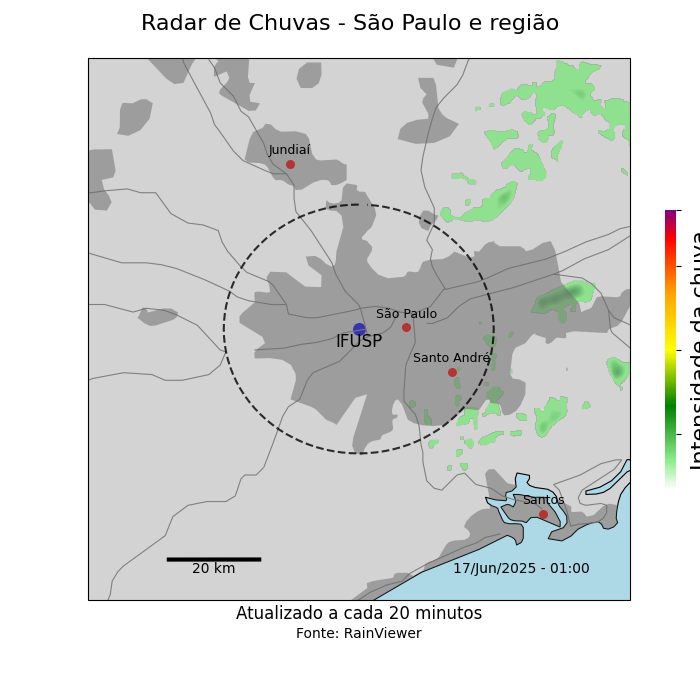 Radar de Chuvas - São Paulo e região
Jundiaí
São Paulo
IFUSP
Santo André
Santos
20 km
17/Jun/2025 - 01:00
Intensidade da chuva
Atualizado a cada 20 minutos
Fonte: RainViewer